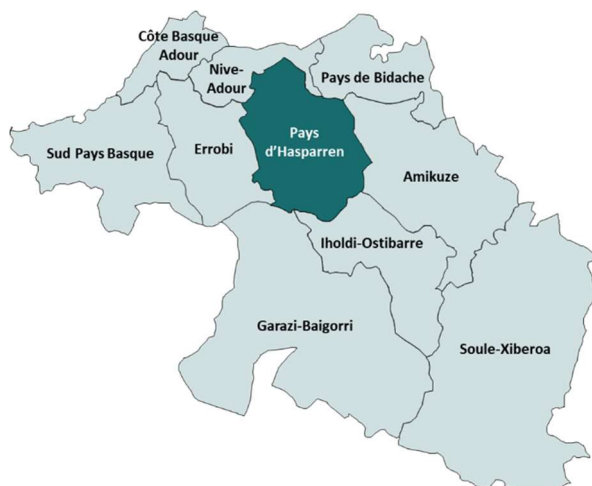 Côte Basque
Adour
Nive-
Adour
Pays de Bidache
Sud Pays Basque
Errobi
Pays
d'Hasparren
Amikuze
Iholdi-Ostibarre
Garazi-Baigorri
Soule-Xiberoa